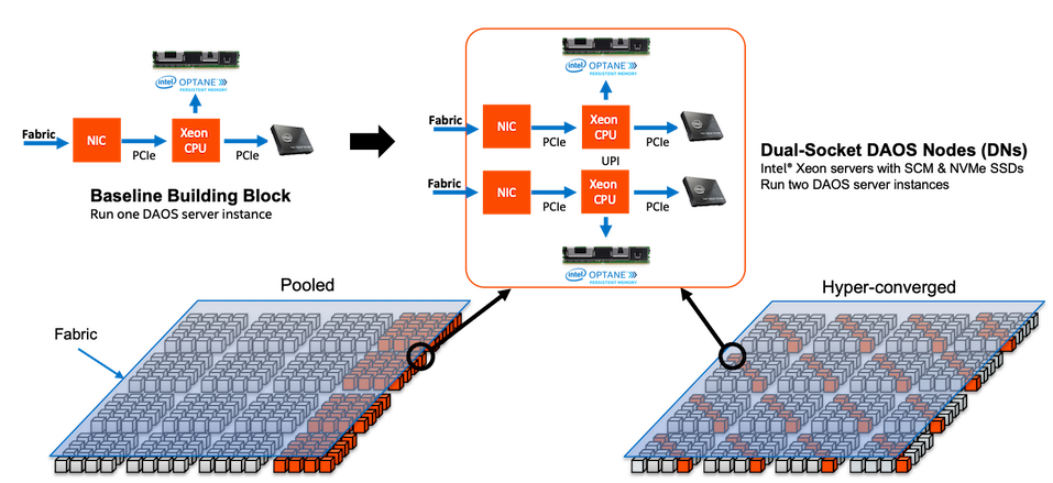 intel OPTANE
PERSISTENT MEMORY
Fabric
NIC
PCIe
Xeon
CPU
PCIe
Baseline Building Block
Run one DAOS server instance
intel OPTANE
PERSISTENT MEMORY
Fabric
NIC
PCIe
Xeon
CPU
PCIe
UPI
Fabric
NIC
PCIe
Xeon
CPU
PCIe
intel OPTANE
PERSISTENT MEMORY
Dual-Socket DAOS Nodes (DNs)
Intel® Xeon servers with SCM & NVMe SSDs
Run two DAOS server instances
Pooled
Fabric
Hyper-converged